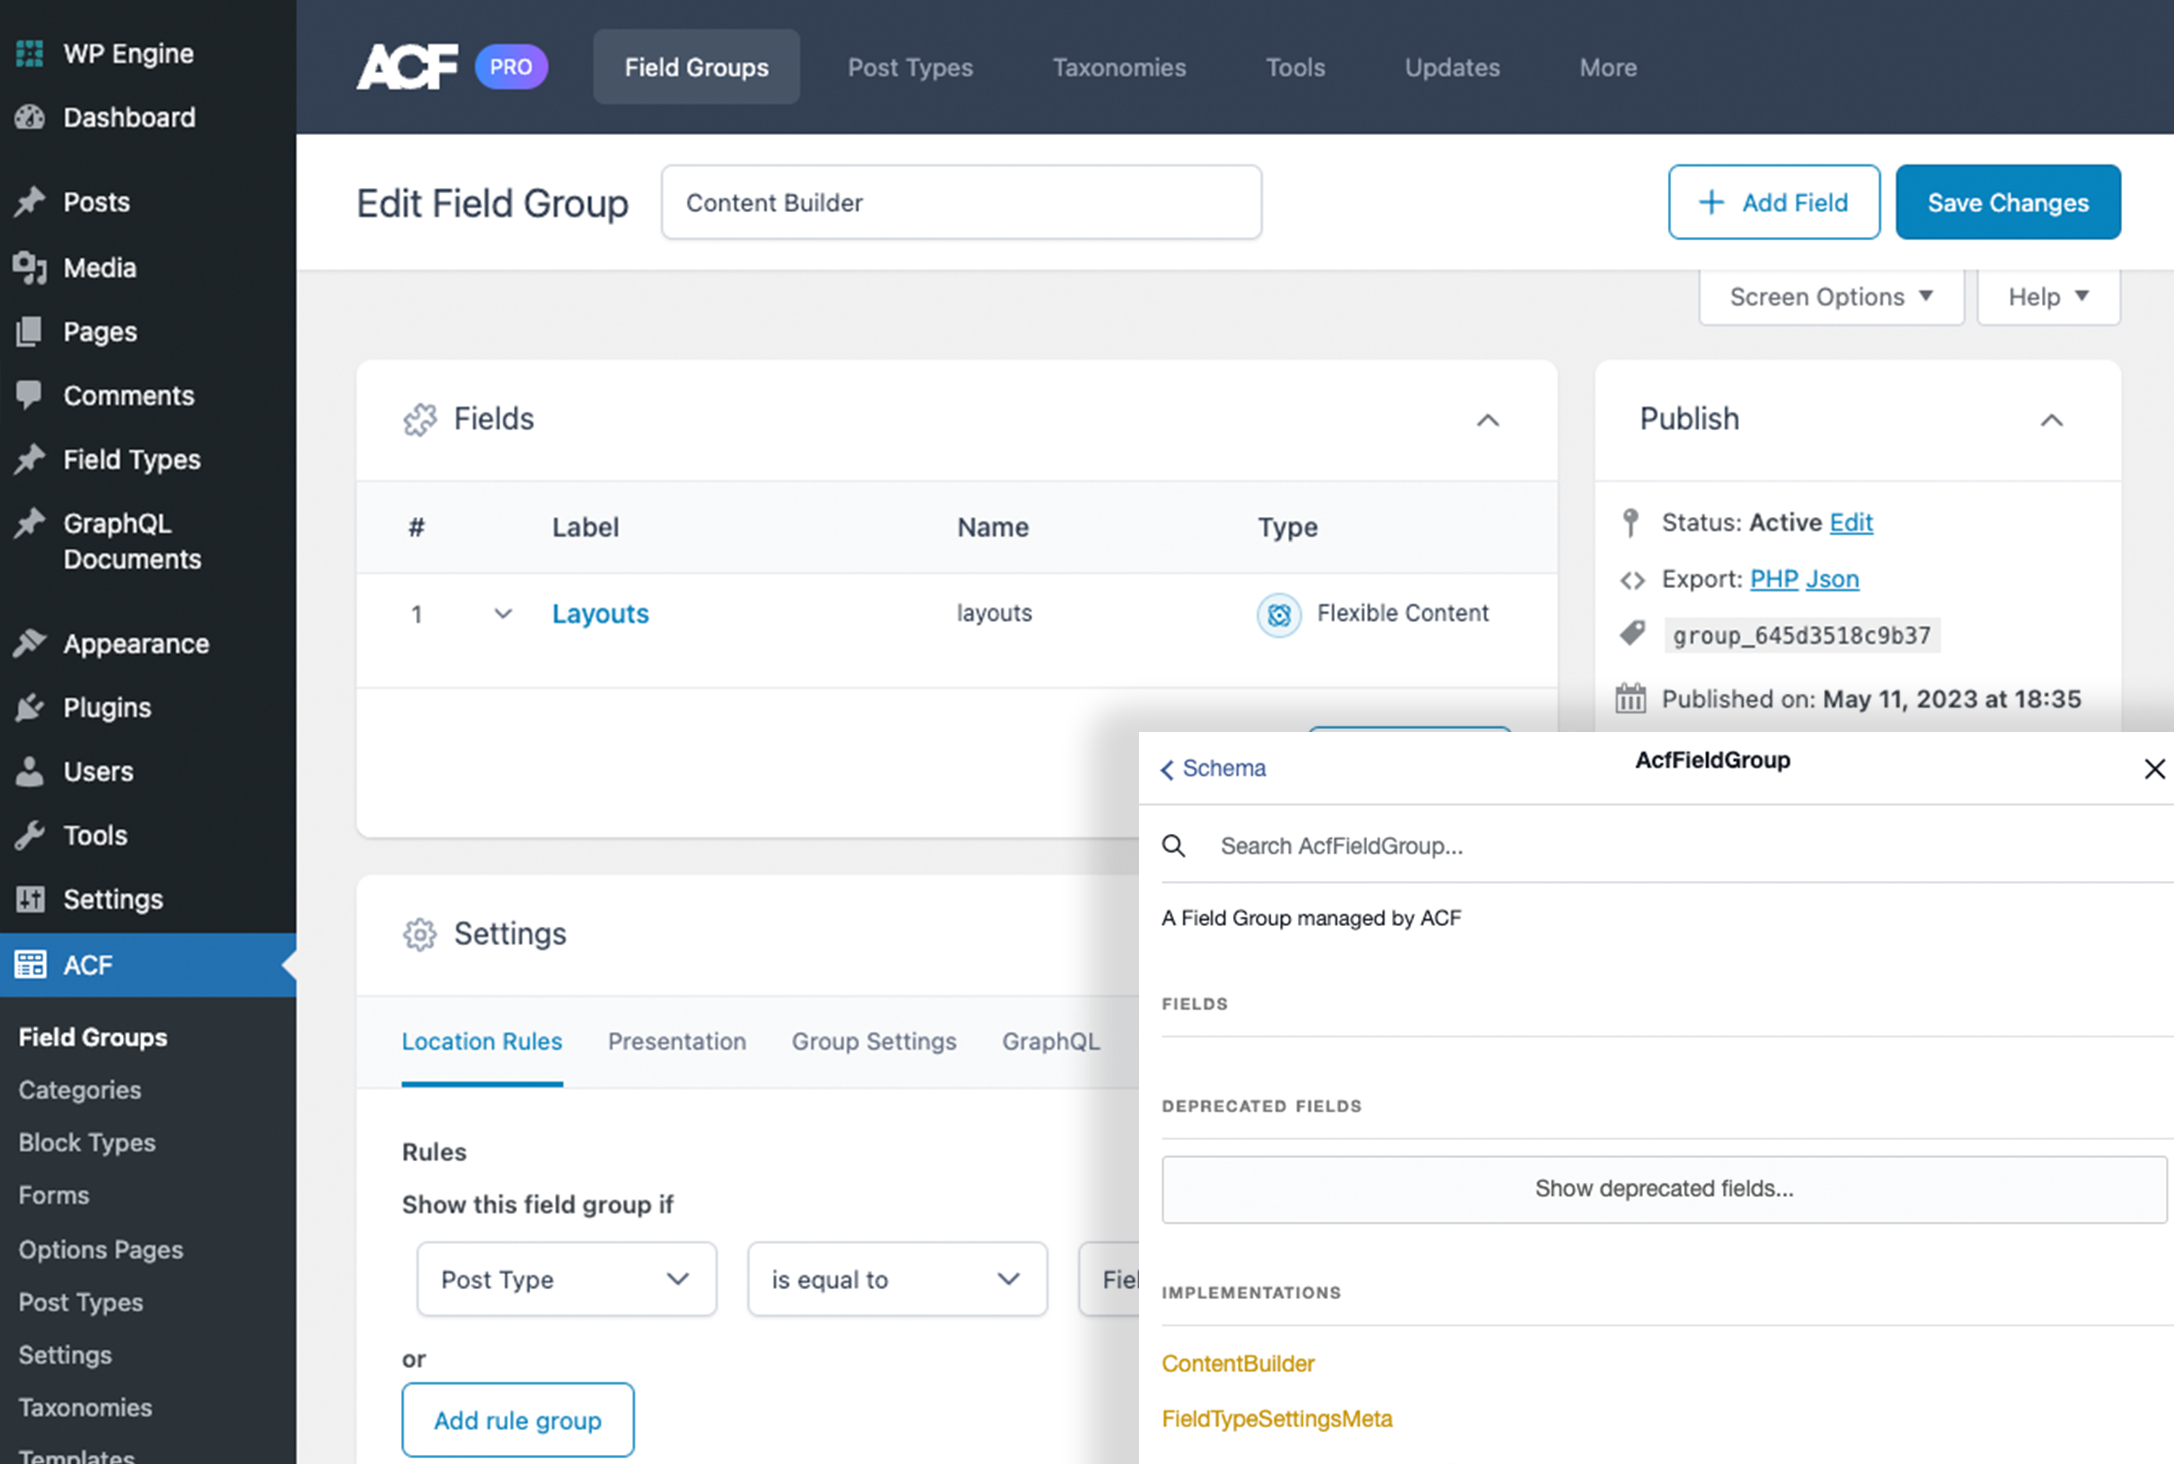 WP Engine
Dashboard
Posts
Media
Pages
Comments
Field Types
GraphQL
Documents
Appearance
Plugins
Users
Tools
Settings
ACF
Field Groups
Categories
Block Types
Forms
Options Pages
Post Types
Settings
Taxonomies
Templates
ACF PRO Field Groups Post Types Taxonomies Tools Updates More
Edit Field Group Content Builder + Add Field Save Changes
Screen Options Help
Fields
# Label Name Type
1 Layouts layouts Flexible Content
Publish
Status: Active Edit
Export: PHP Json
group_645d3518c9b37
Published on: May 11, 2023 at 18:35
Settings
Location Rules Presentation Group Settings GraphQL
Rules
Show this field group if
Post Type is equal to Fiel
or
Add rule group
Schema AcfFieldGroup
Search AcfFieldGroup...
A Field Group managed by ACF
FIELDS
DEPRECATED FIELDS
Show deprecated fields...
IMPLEMENTATIONS
ContentBuilder
FieldTypeSettingsMeta